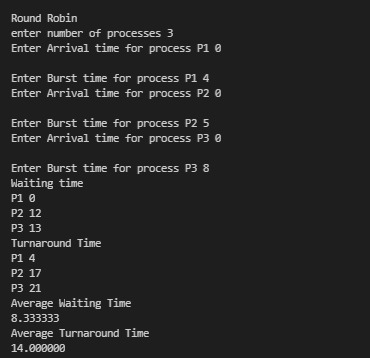 Round Robin
enter number of processes 3
Enter Arrival time for process P1 0
Enter Burst time for process P1 4
Enter Arrival time for process P2 0
Enter Burst time for process P2 5
Enter Arrival time for process P3 0
Enter Burst time for process P3 8
Waiting time
P1 0
P2 12
P3 13
Turnaround Time
P1 4
P2 17
P3 21
Average Waiting Time
8.333333
Average Turnaround Time
14.000000